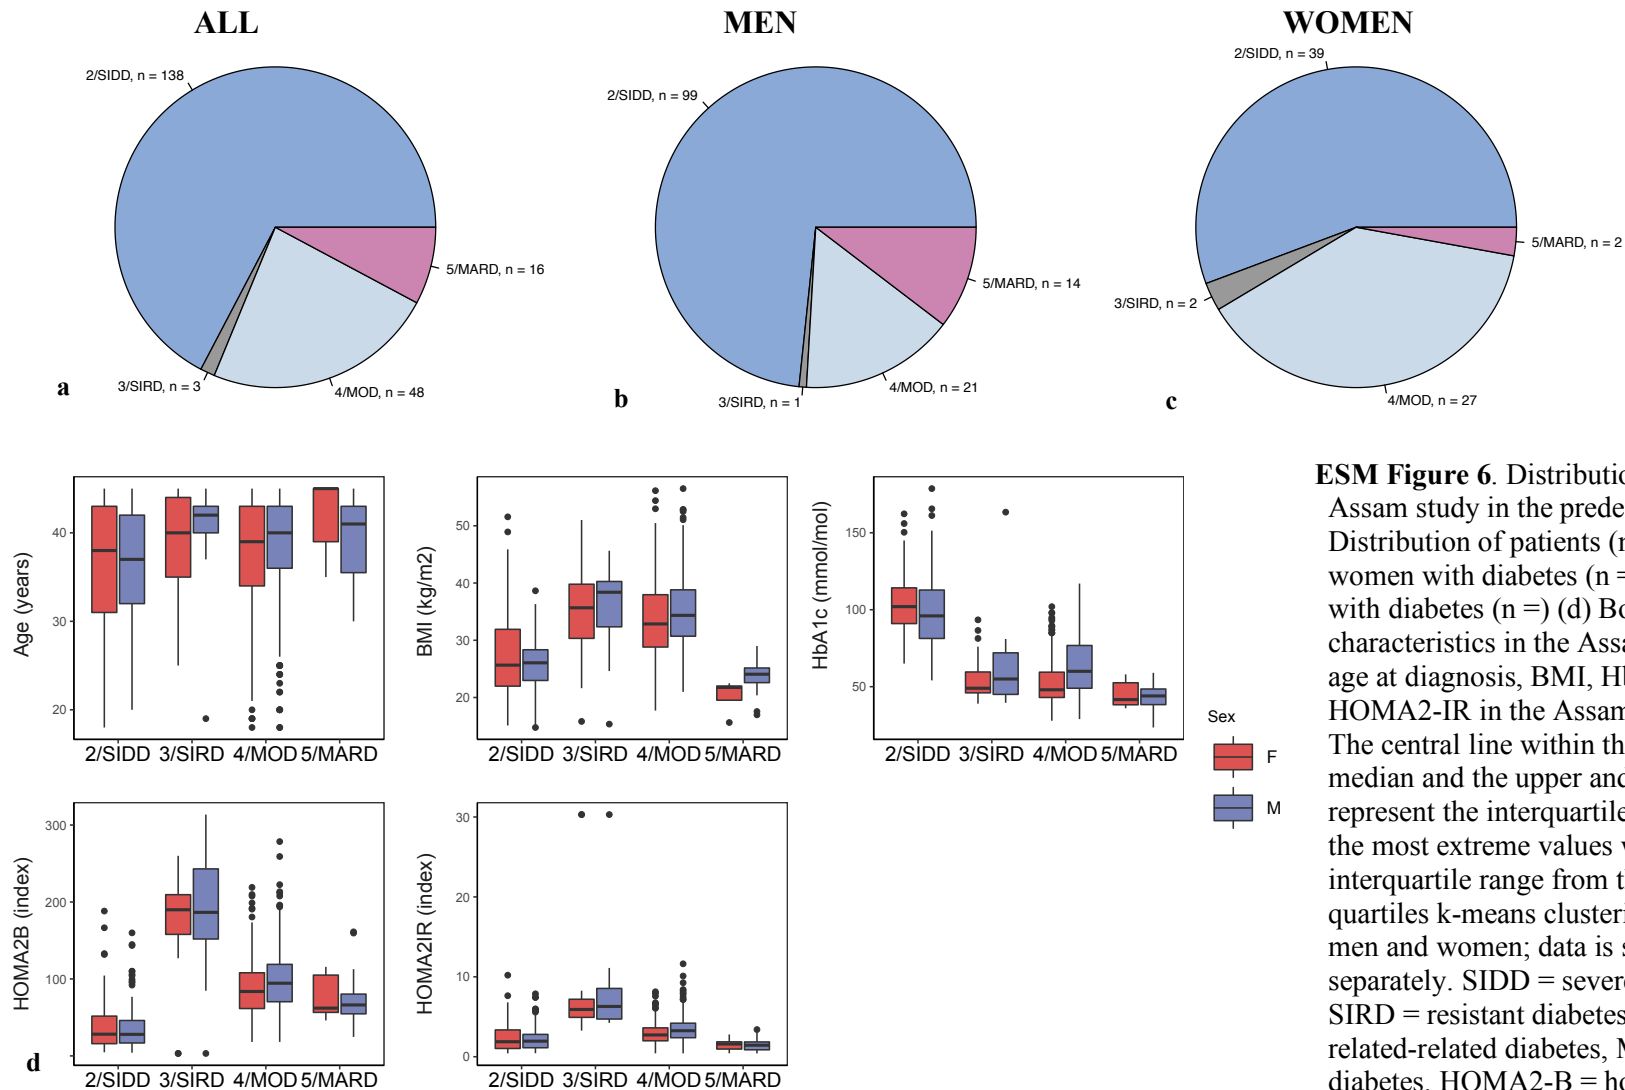 ALL
MEN
WOMEN
2/SIDD, n = 138
5/MARD, n = 16
3/SIRD, n = 3
4/MOD, n = 48
a
2/SIDD, n = 99
5/MARD, n = 14
4/MOD, n = 21
3/SIRD, n = 1
b
2/SIDD, n = 39
5/MARD, n = 2
3/SIRD, n = 2
4/MOD, n = 27
c
Age (years)
40
30
20
2/SIDD 3/SIRD 4/MOD 5/MARD
BMI (kg/m2)
50
40
30
20
2/SIDD 3/SIRD 4/MOD 5/MARD
HbA1c (mmol/mol)
150
100
50
2/SIDD 3/SIRD 4/MOD 5/MARD
Sex
F
M
HOMA2B (index)
300
200
100
2/SIDD 3/SIRD 4/MOD 5/MARD
d
HOMA2IR (index)
30
20
10
0
2/SIDD 3/SIRD 4/MOD 5/MARD
ESM Figure 6. Distributio
Assam study in the prede
Distribution of patients (n
women with diabetes (n =
with diabetes (n =) (d) Bo
characteristics in the Assa
age at diagnosis, BMI, Hb
HOMA2-IR in the Assam
The central line within th
median and the upper and
represent the interquartile
the most extreme values w
interquartile range from th
quartiles k-means clusteri
men and women; data is s
separately. SIDD = severe
SIRD = resistant diabetes
related-related diabetes, M
diabetes. HOMA2-B = ho